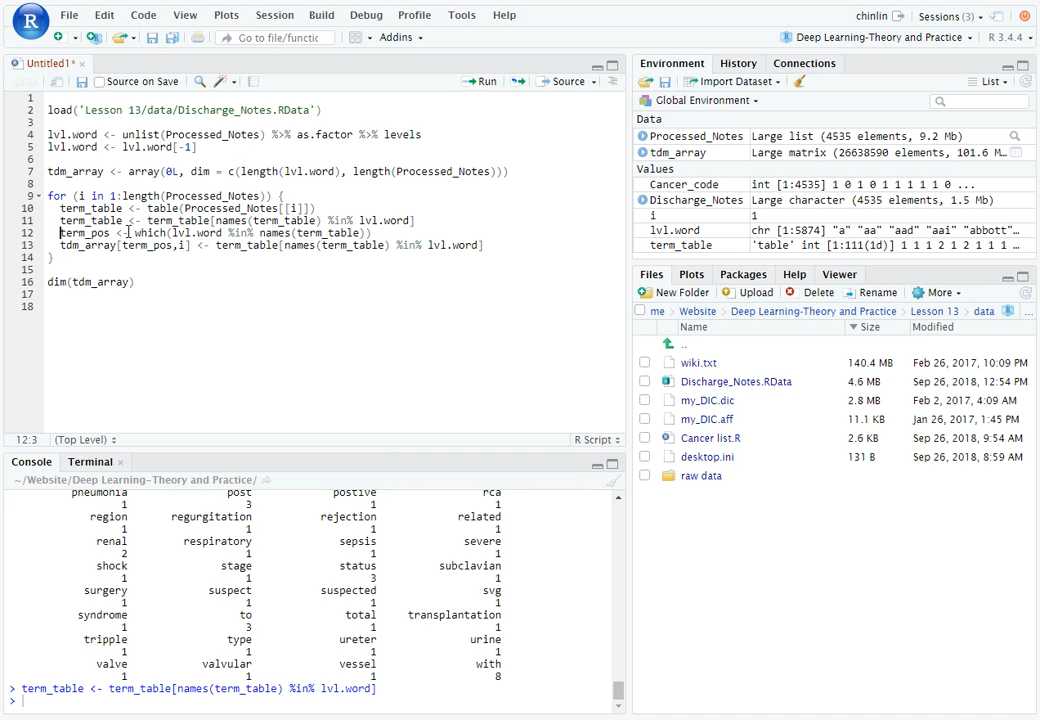 File Edit Code View Plots Session Build Debug Profile Tools Help chinlin Sessions (3)
Go to file/functic Addins Deep Learning-Theory and Practice R 3.4.4
Untitled1* Environment History Connections
Source on Save Run Source Import Dataset List
Global Environment
1
2 load('Lesson 13/data/Discharge_Notes.RData')
3
4 lvl.word <- unlist(Processed_Notes) %>% as.factor %>% levels
5 lvl.word <- lvl.word[-1]
6
7 tdm_array <- array(0L, dim = c(length(lvl.word), length(Processed_Notes)))
8
9 for (i in 1:length(Processed_Notes)) {
10 term_table <- table(Processed_Notes[[i]])
11 term_table <- term_table[names(term_table) %in% lvl.word]
12 term_pos <- which(lvl.word %in% names(term_table))
13 tdm_array[term_pos,i] <- term_table[names(term_table) %in% lvl.word]
14 }
15
16 dim(tdm_array)
17
18
12:3 (Top Level) R Script
Data
Processed_Notes Large list (4535 elements, 9.2 Mb)
tdm_array Large matrix (26638590 elements, 101.6 M…
Values
Cancer_code int [1:4535] 1 0 1 0 1 1 1 1 1 0 ...
Discharge_Notes Large character (4535 elements, 1.5 Mb)
i 1
lvl.word chr [1:5874] "a" "aa" "aad" "aai" "abbott"…
term_table 'table' int [1:111(1d)] 1 1 1 2 1 2 1 1 1 ...
Files Plots Packages Help Viewer
New Folder Upload Delete Rename More
me Website Deep Learning-Theory and Practice Lesson 13 data ...
Name Size Modified
..
wiki.txt 140.4 MB Feb 26, 2017, 10:09 PM
Discharge_Notes.RData 4.6 MB Sep 26, 2018, 12:54 PM
my_DIC.dic 2.8 MB Feb 2, 2017, 4:09 AM
my_DIC.aff 11.1 KB Jan 26, 2017, 1:45 PM
Cancer list.R 2.6 KB Sep 26, 2018, 9:54 AM
desktop.ini 131 B Sep 26, 2018, 8:59 AM
raw data
Console Terminal
~/Website/Deep Learning-Theory and Practice/
pneumonia post postive rca
1 3 1 1
region regurgitation rejection related
1 1 1 1
renal respiratory sepsis severe
2 1 1 1
shock stage status subclavian
1 1 3 1
surgery suspect suspected svg
1 1 1 1
syndrome to total transplantation
1 3 1 1
tripple type ureter urine
1 1 1 1
valve valvular vessel with
1 1 1 8
> term_table <- term_table[names(term_table) %in% lvl.word]
>